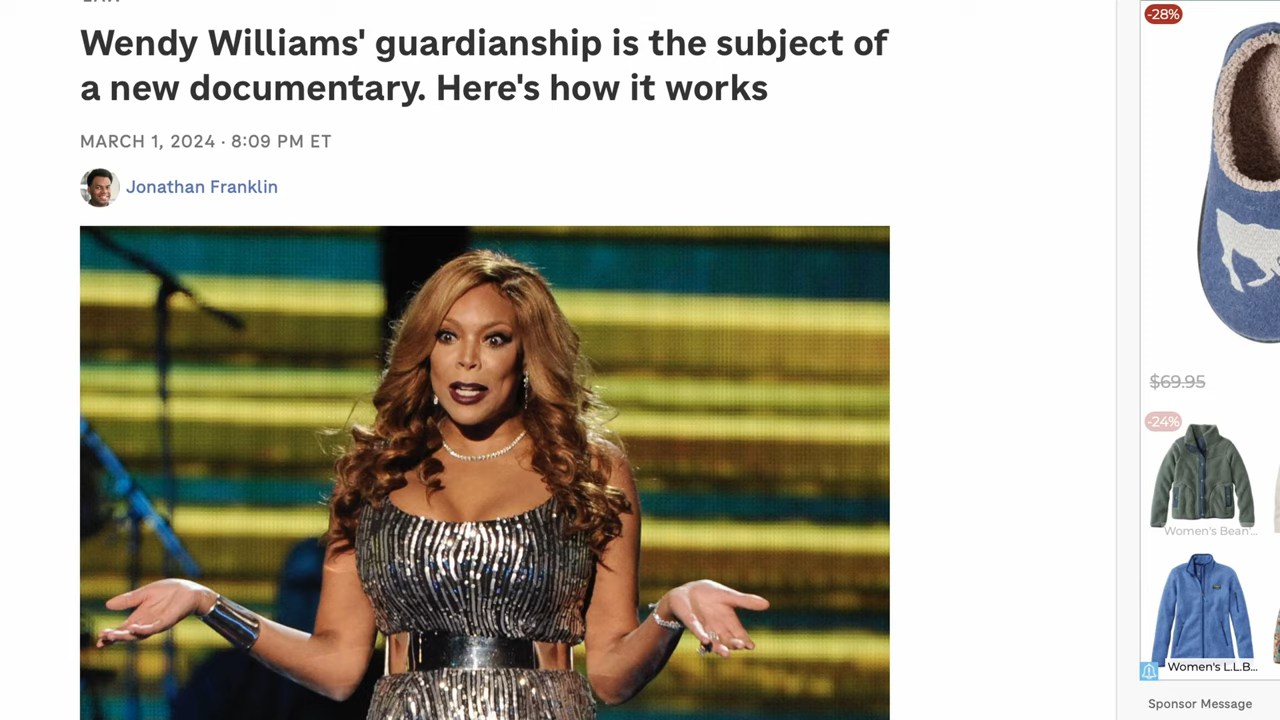 Wendy Williams' guardianship is the subject of
a new documentary. Here's how it works
MARCH 1, 2024 · 8:09 PM ET
Jonathan Franklin
-28%
$69.95
-24%
Women's Bean'...
Women's L.L.B...
Sponsor Message